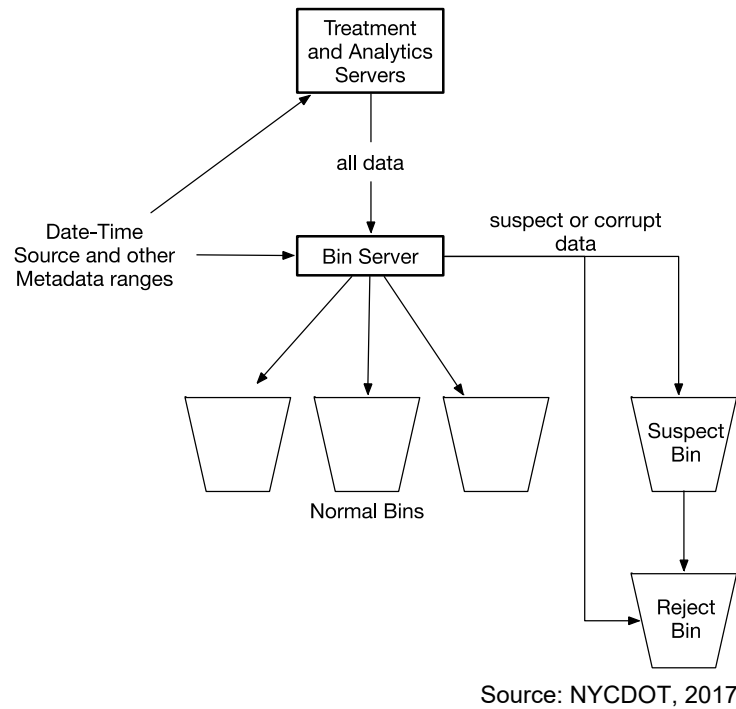 Treatment
and Analytics
Servers
all data
Date-Time
Source and other
Metadata ranges
Bin Server
suspect or corrupt
data
Normal Bins
Suspect
Bin
Reject
Bin
Source: NYCDOT, 2017